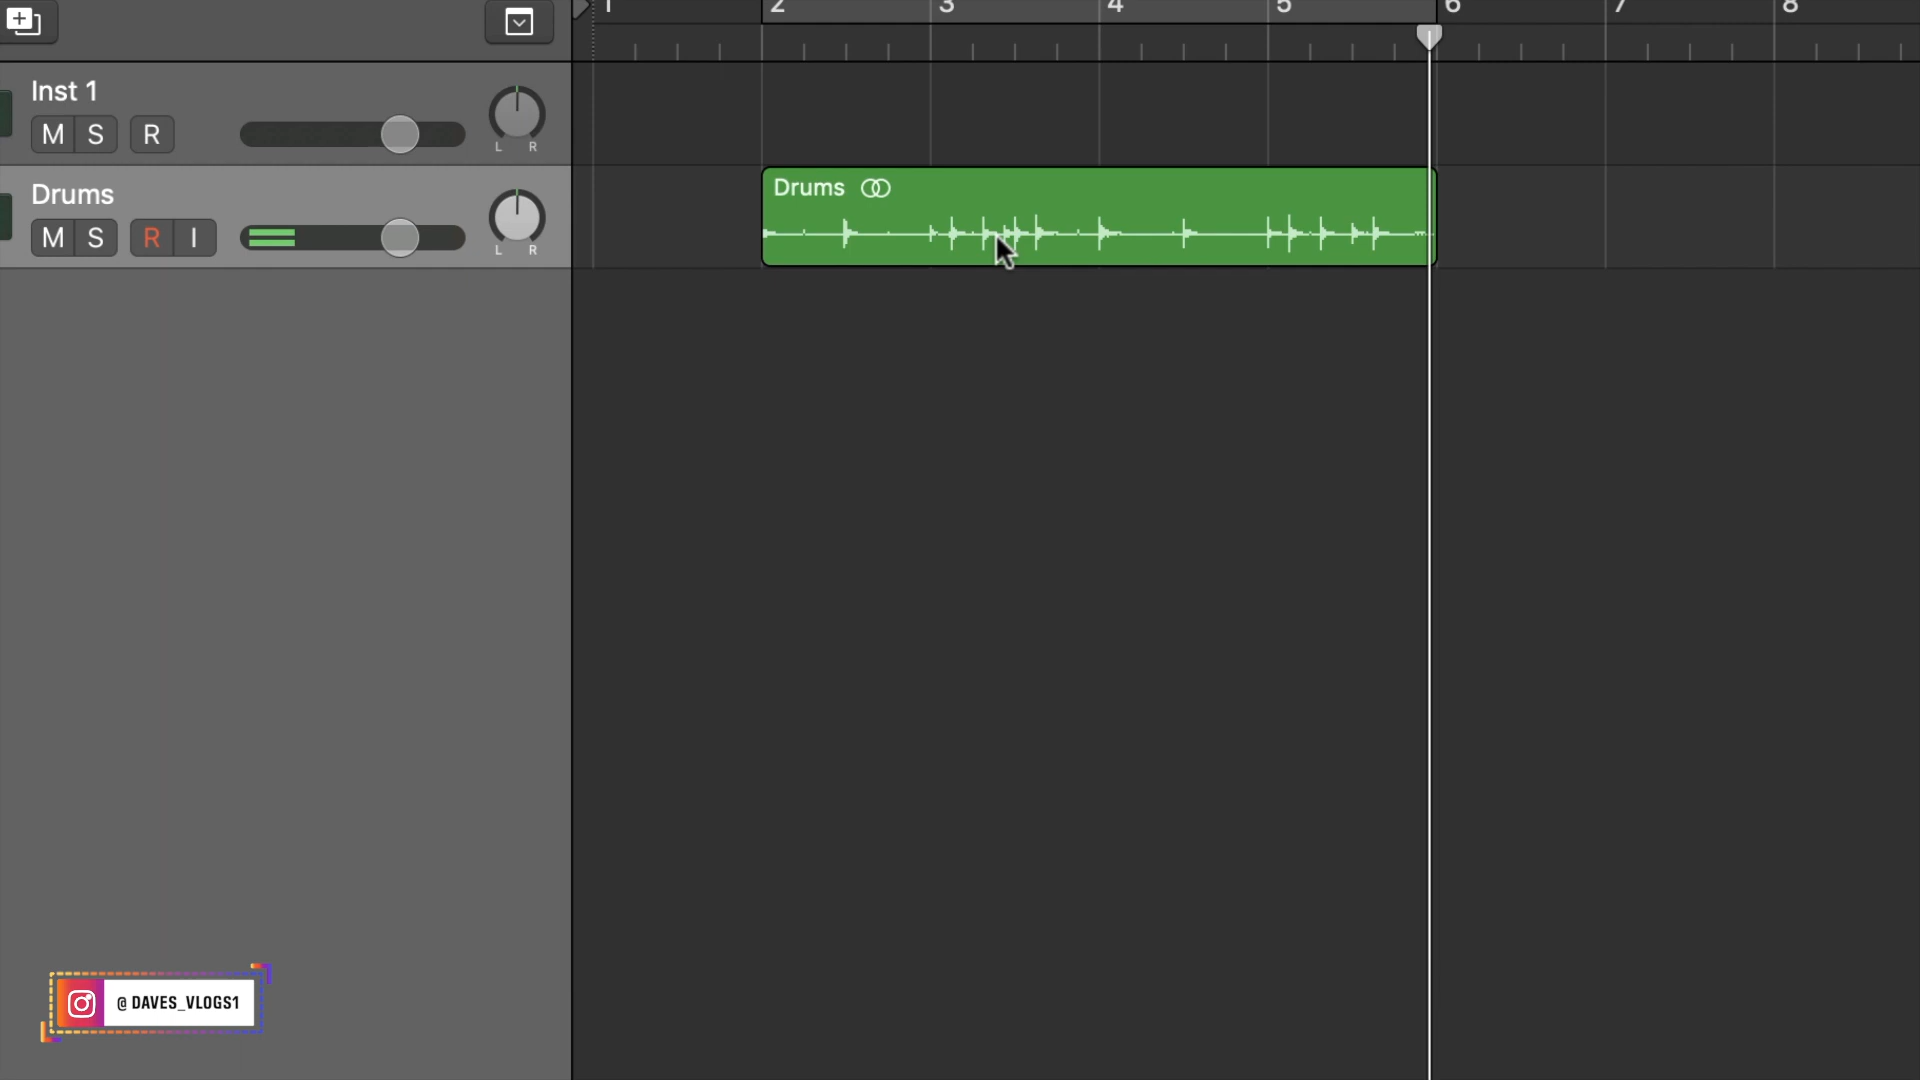 1 2 3 4 5 6 7 8
Inst 1
M S R
L R
Drums
M S R I
L R
Drums
@ DAVES_VLOGS1